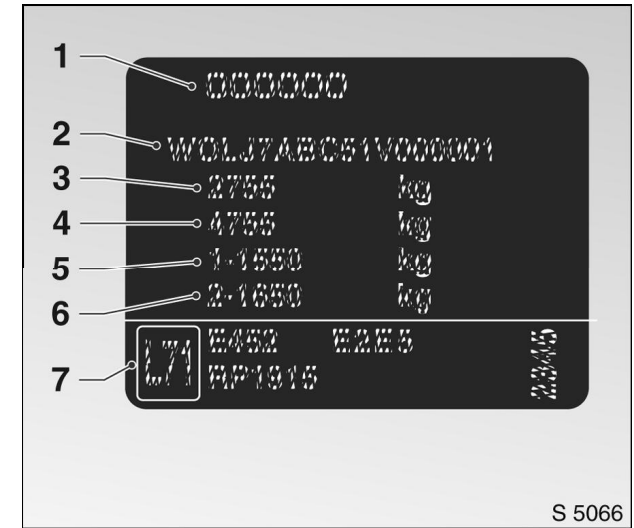 1 000000
2 W0LJ7ABC51V000001
3 2755 kg
4 4755 kg
5 1-1550 kg
6 2-1650 kg
7 L71 E452 E2E5 2345
RP1915
S 5066